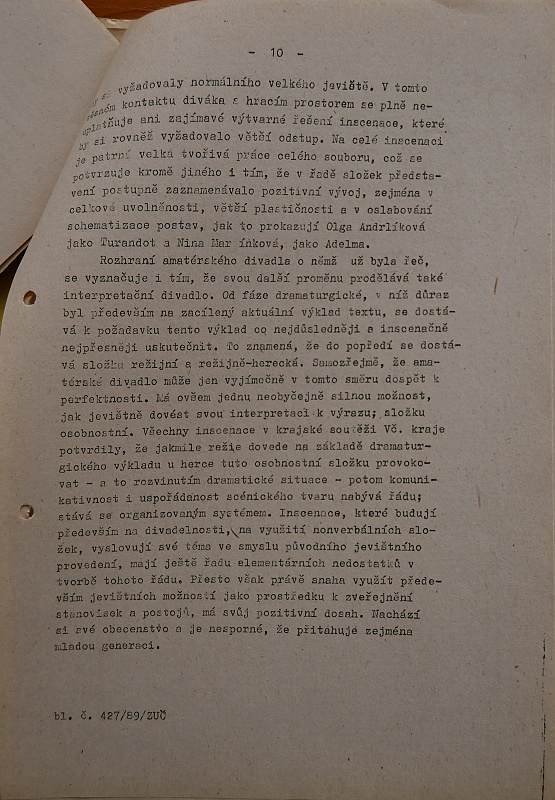 - 10 -
si vyžadovaly normálního velkého jeviště. V tomto
kontaktu diváka s hracím prostorem se plně ne-
uplatňuje ani zajímavé výtvarné řešení inscenace, které
by si rovněž vyžadovalo větší odstup. Na celé inscenaci
je patrná velká tvořivá práce celého souboru, což se
potvrzuje kromě jiného i tím, že v řadě složek předsta-
vení postupně zaznamenávalo pozitivní vývoj, zejména v
celkové uvolněnosti, větší plastičnosti a v oslabování
schematizace postav, jak to prokazují Olga Andrlíková
jako Turandot a Nina Mar ínková, jako Adelma.
Rozhraní amatérského divadla o němž už byla řeč,
se vyznačuje i tím, že svou další proměnu prodělává také
interpretační divadlo. Od fáze dramaturgické, v níž důraz
byl především na zacílený aktuální výklad textu, se dostá-
vá k požadavku tento výklad co nejdůsledněji a inscenačně
nejpřesněji uskutečnit. To znamená, že do popředí se dostá-
vá složka režijní a režijně-herecká. Samozřejmě, že ama-
térské divadlo může jen vyjímečně v tomto směru dospět k
perfektnosti. Má ovšem jednu neobyčejně silnou možnost,
jak jevištně dovést svou interpretaci k výrazu; složku
osobnostní. Všechny inscenace v krajské soutěži Vč. kraje
potvrdily, že jakmile režie dovede na základě dramatur-
gického výkladu u herce tuto osobnostní složku provoko-
vat - a to rozvinutím dramatické situace - potom komuni-
kativnost i uspořádanost scénického tvaru nabývá řádu;
stává se organizovaným systémem. Inscenace, které budují
především na divadelnosti, na využití nonverbálních slo-
žek, vyslovují své téma ve smyslu původního jevištního
provedení, mají ještě řadu elementárních nedostatků v
tvorbě tohoto řádu. Přesto však právě snaha využít přede-
vším jevištních možností jako prostředku k zveřejnění
stanovisek a postojů, má svůj pozitivní dosah. Nachází
si své obecenstvo a je nesporné, že přitahuje zejména
mladou generaci.
bl. č. 427/89/ZUČ